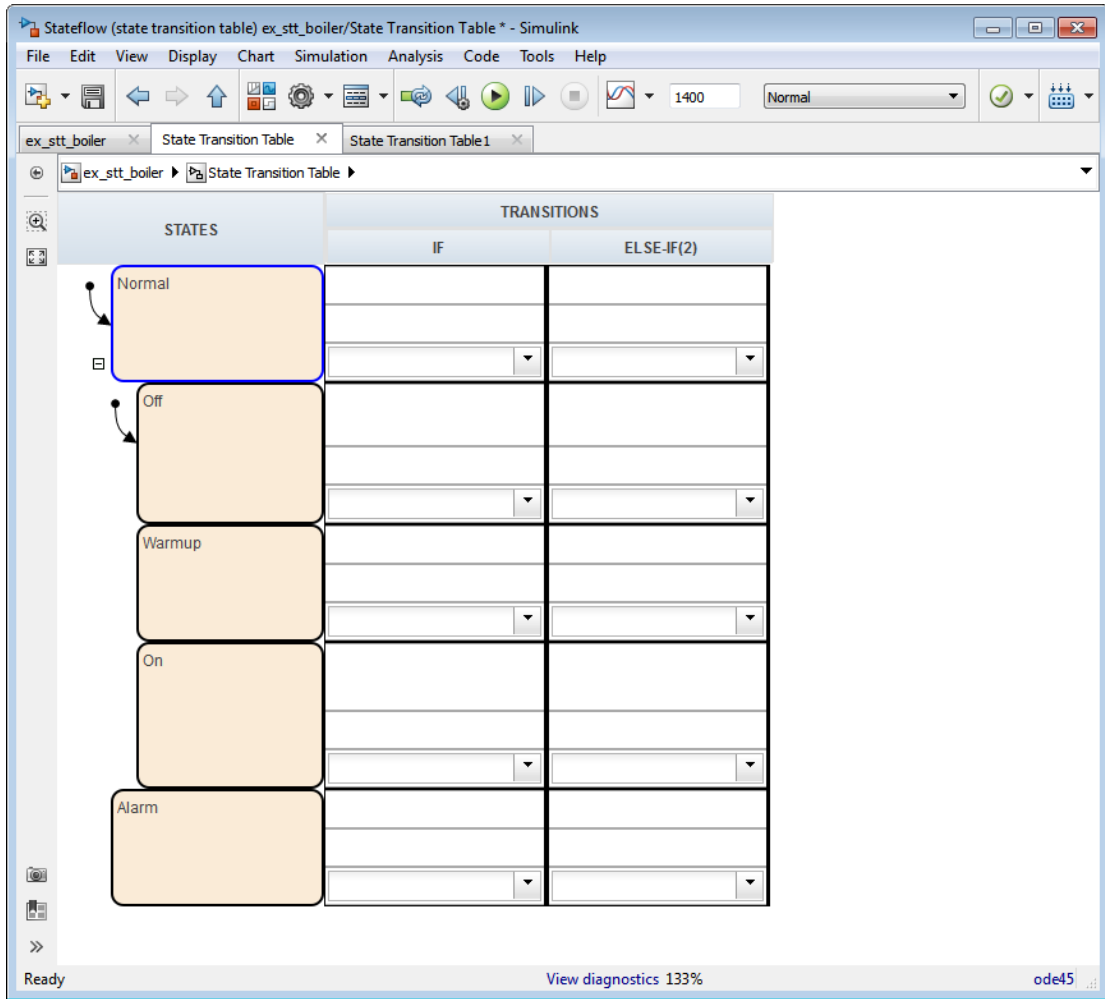 Stateflow (state transition table) ex_stt_boiler/State Transition Table * - Simulink
File Edit View Display Chart Simulation Analysis Code Tools Help
1400 Normal
ex_stt_boiler State Transition Table State Transition Table1
ex_stt_boiler State Transition Table
STATES
TRANSITIONS
IF ELSE-IF(2)
Normal
Off
Warmup
On
Alarm
Ready View diagnostics 133% ode45